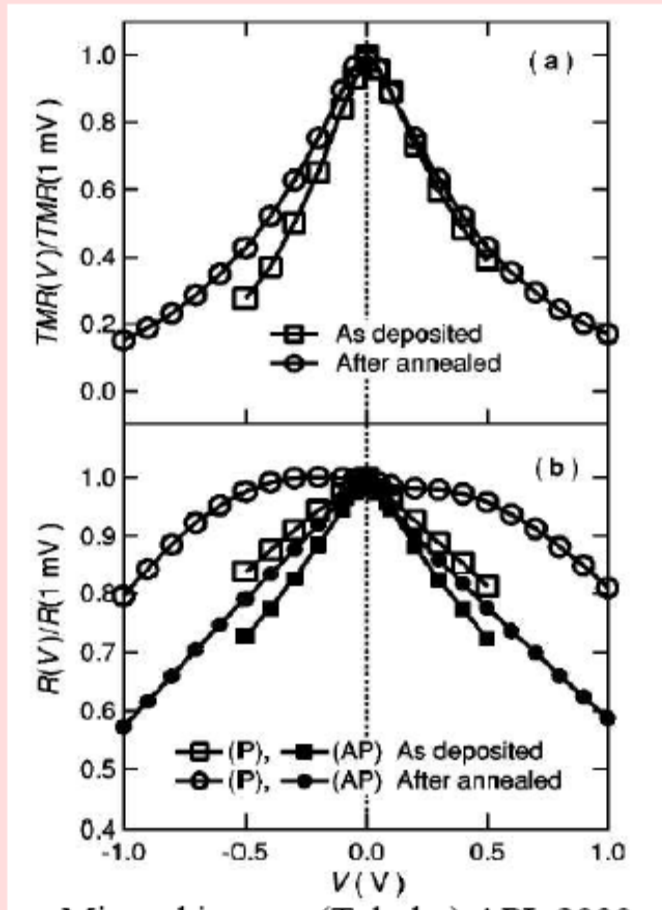 (a)
1.0
0.8
0.6
0.4
0.2
0.0
TMR(V)/TMR(1 mV)
As deposited
After annealed
(b)
1.0
0.9
0.8
0.7
0.6
0.5
0.4
R(V)/R(1 mV)
(P), (AP) As deposited
(P), (AP) After annealed
-1.0 -0.5 0.0 0.5 1.0
V(V)